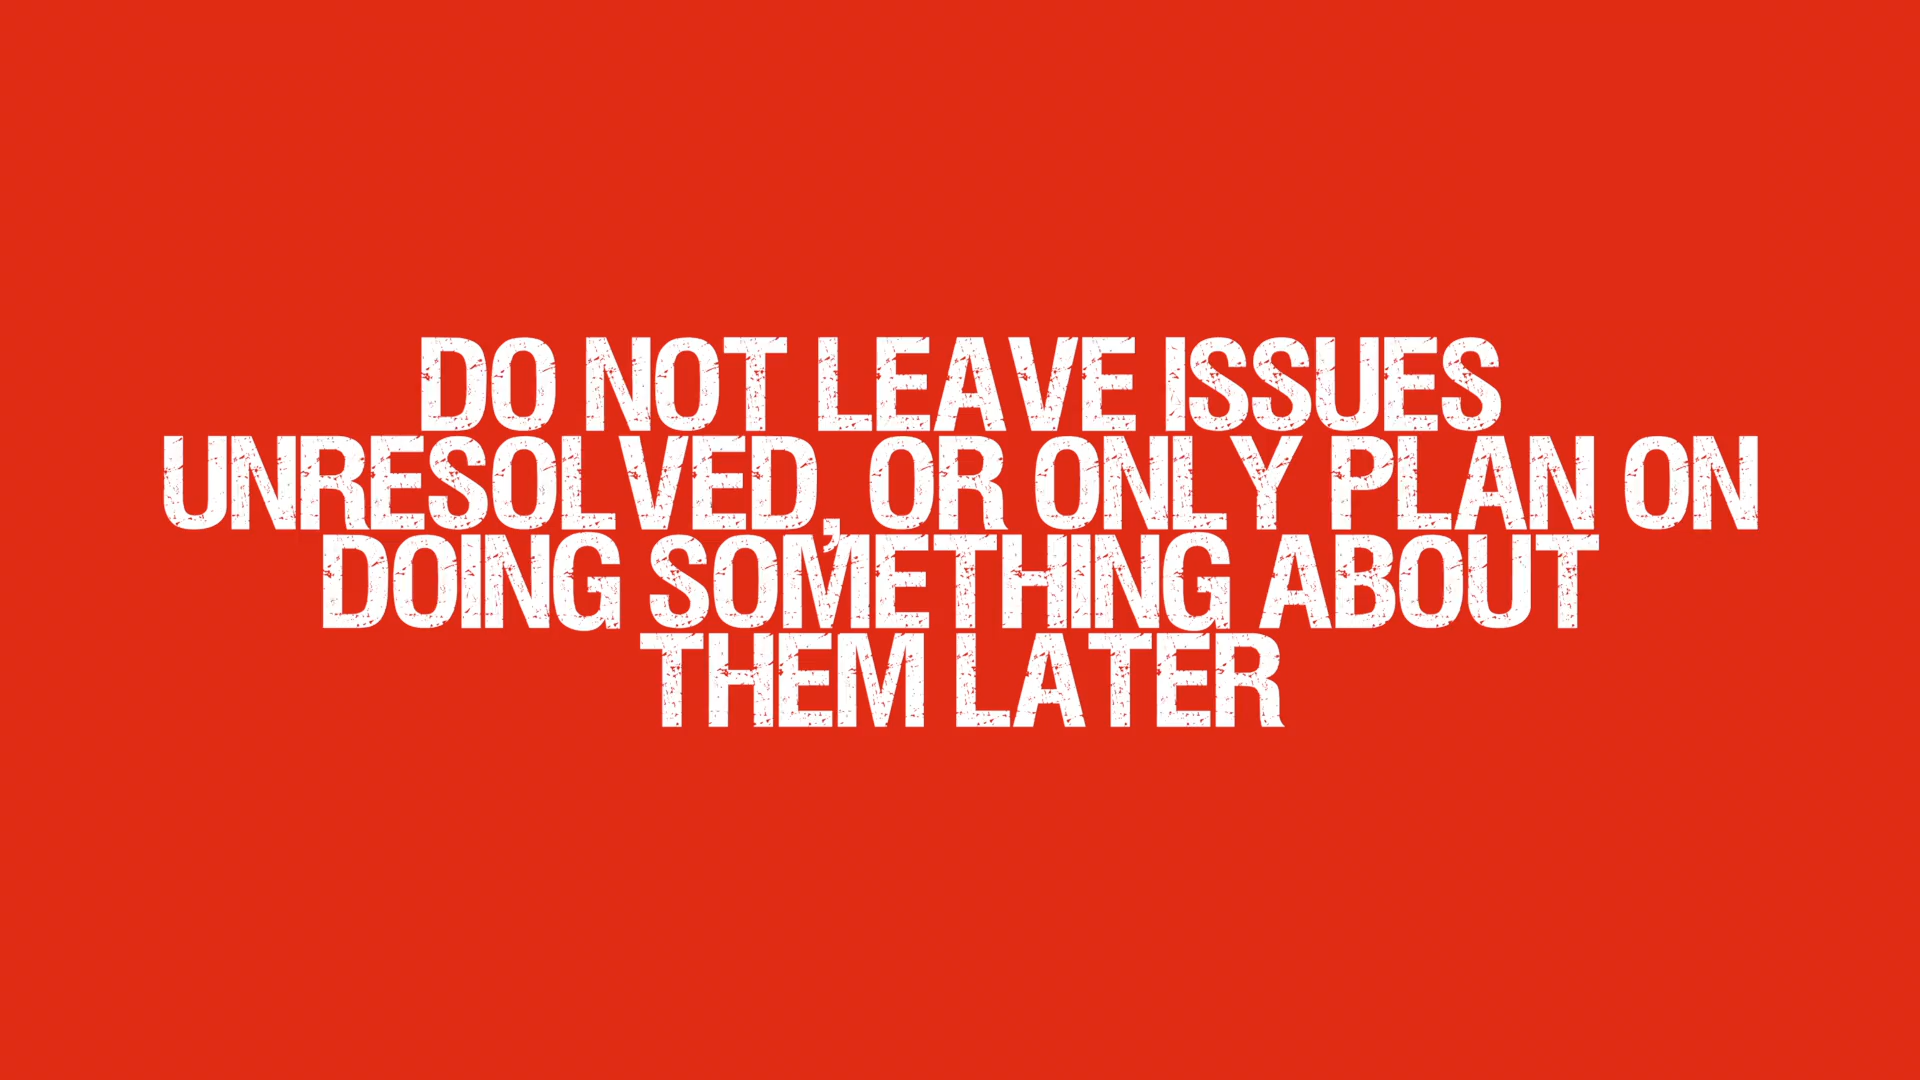 DO NOT LEAVE ISSUES
UNRESOLVED, OR ONLY PLAN ON
DOING SOMETHING ABOUT
THEM LATER